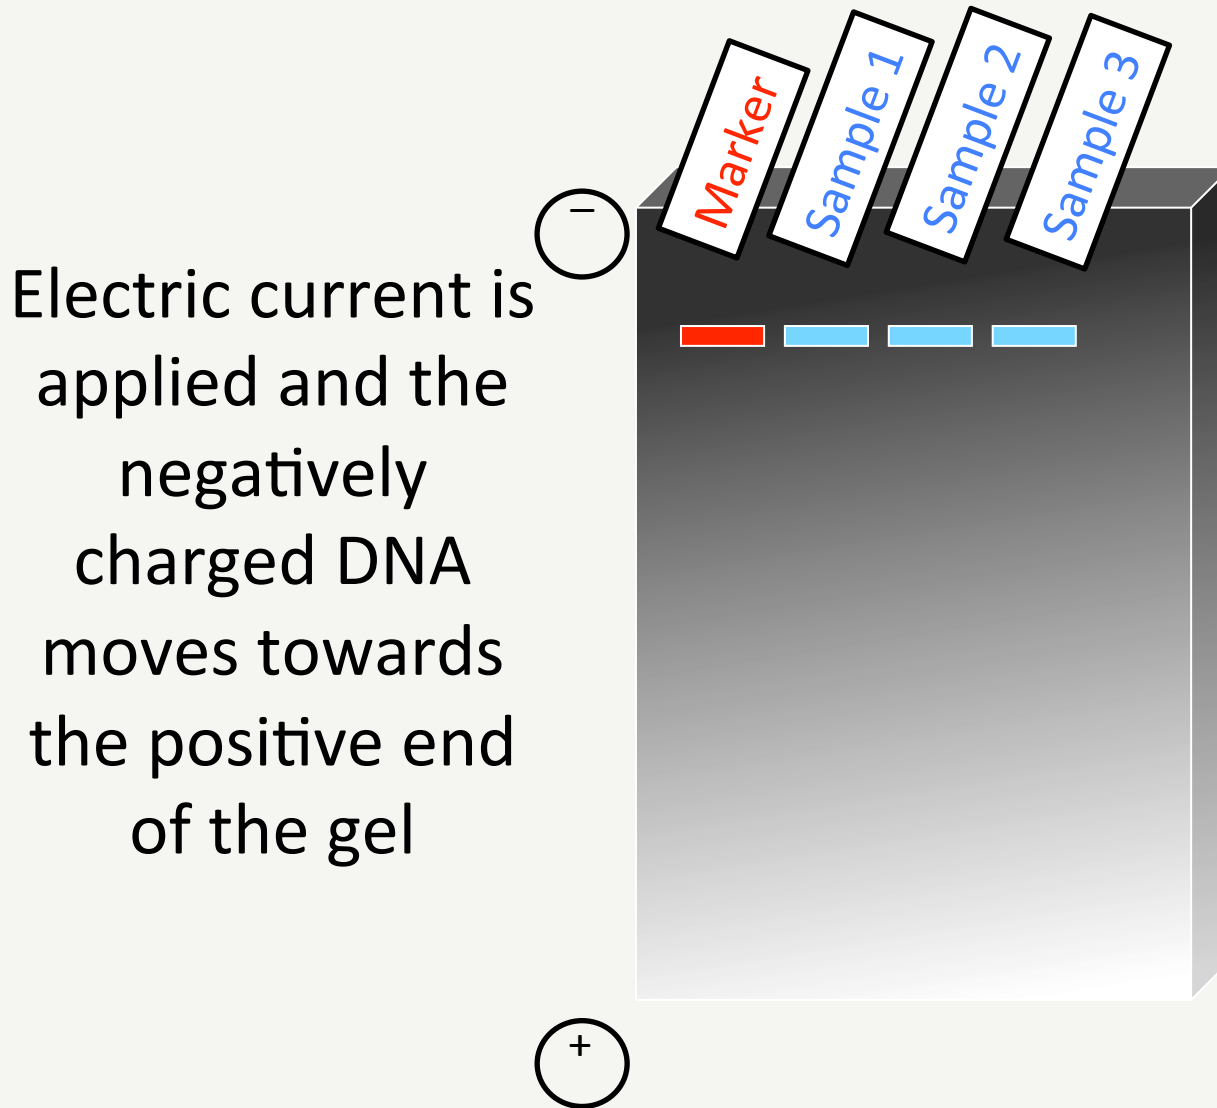 Marker
Sample 1
Sample 2
Sample 3
−
Electric current is
applied and the
negatively
charged DNA
moves towards
the positive end
of the gel
+